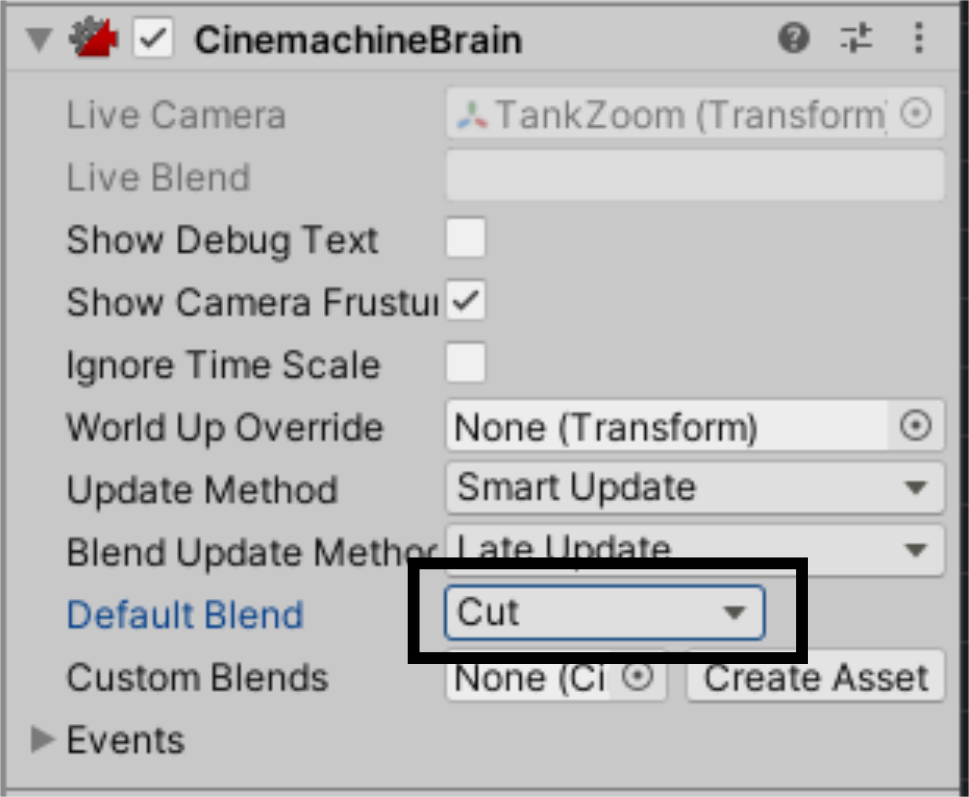 CinemachineBrain
Live Camera TankZoom (Transform)
Live Blend
Show Debug Text
Show Camera Frustu
Ignore Time Scale
World Up Override None (Transform)
Update Method Smart Update
Blend Update Method Late Update
Default Blend Cut
Custom Blends None (Ci Create Asset
Events